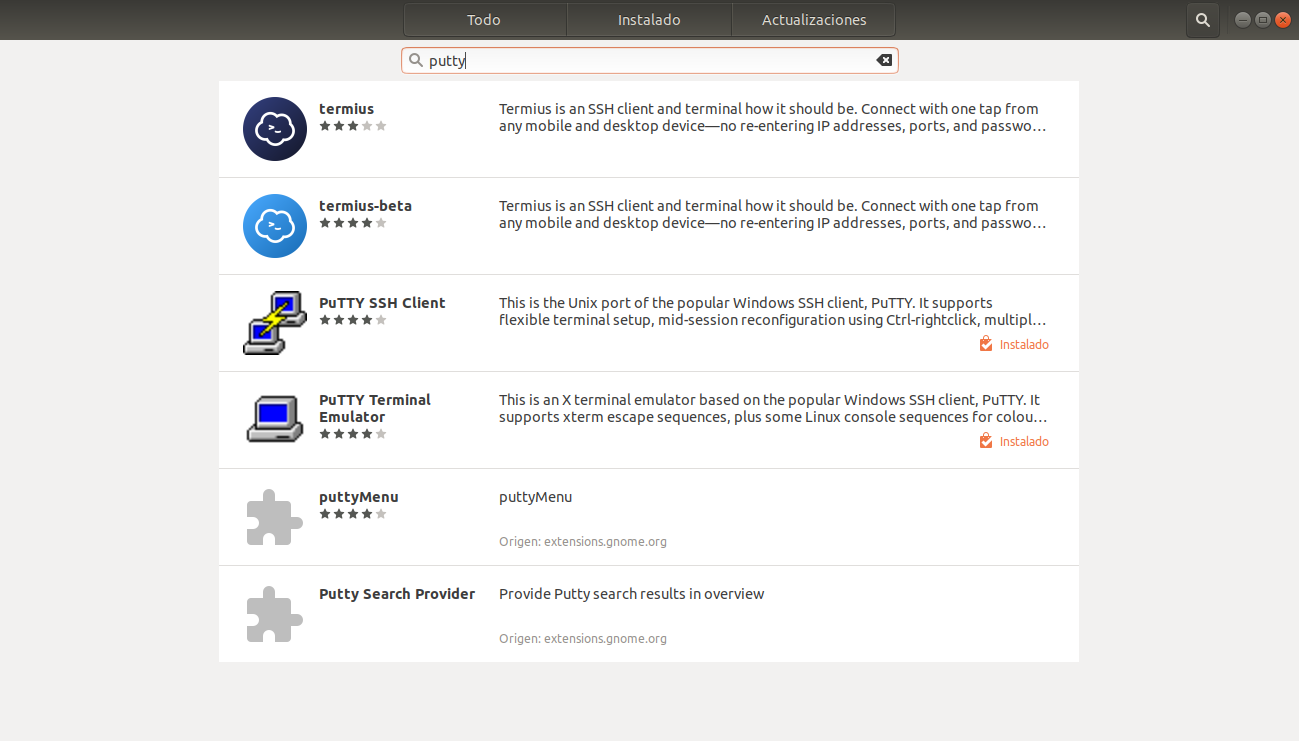 Todo Instalado Actualizaciones
putty
termius
Termius is an SSH client and terminal how it should be. Connect with one tap from
any mobile and desktop device—no re-entering IP addresses, ports, and passwo…
termius-beta
Termius is an SSH client and terminal how it should be. Connect with one tap from
any mobile and desktop device—no re-entering IP addresses, ports, and passwo…
PuTTY SSH Client
This is the Unix port of the popular Windows SSH client, PuTTY. It supports
flexible terminal setup, mid-session reconfiguration using Ctrl-rightclick, multipl…
Instalado
PuTTY Terminal
Emulator
This is an X terminal emulator based on the popular Windows SSH client, PuTTY. It
supports xterm escape sequences, plus some Linux console sequences for colou…
Instalado
puttyMenu
puttyMenu
Origen: extensions.gnome.org
Putty Search Provider
Provide Putty search results in overview
Origen: extensions.gnome.org